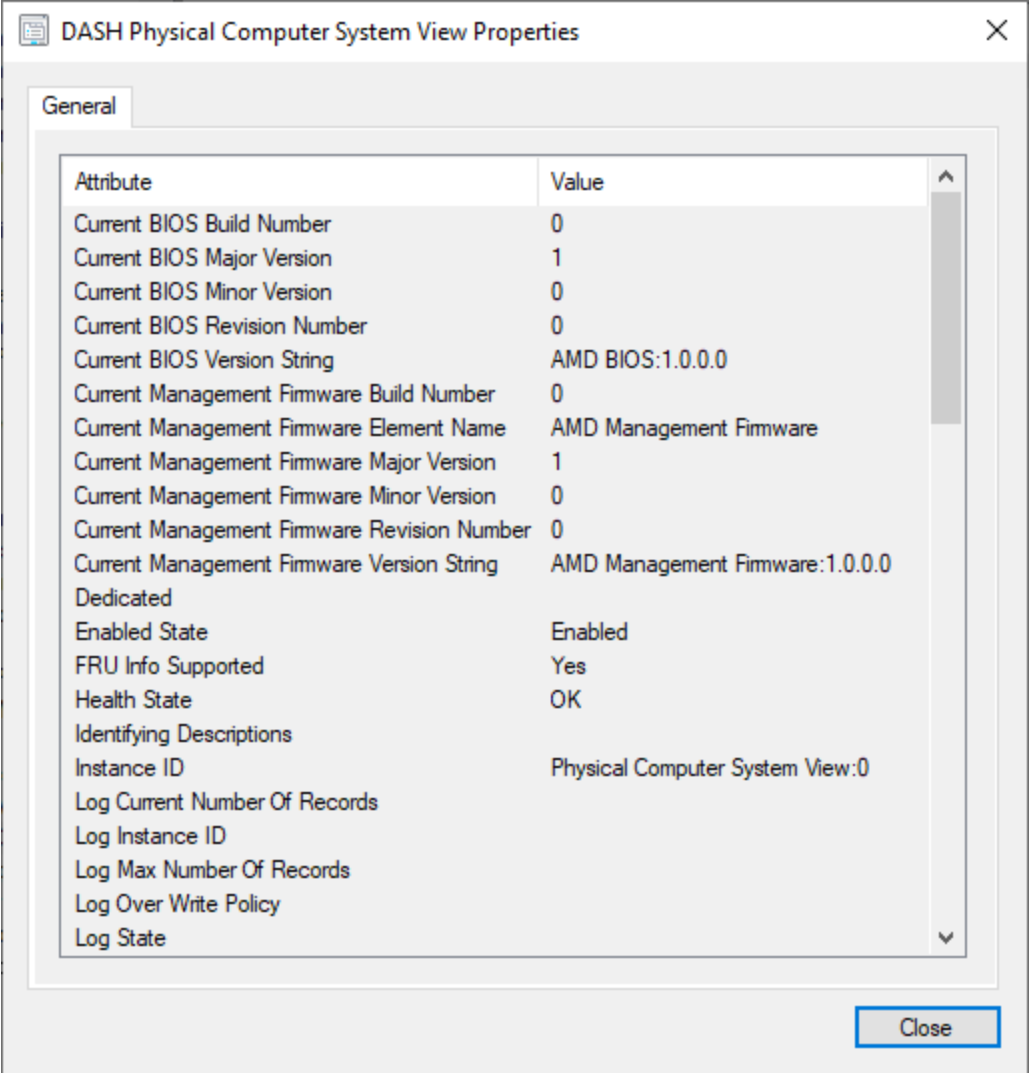 DASH Physical Computer System View Properties
General
Attribute Value
Current BIOS Build Number 0
Current BIOS Major Version 1
Current BIOS Minor Version 0
Current BIOS Revision Number 0
Current BIOS Version String AMD BIOS:1.0.0.0
Current Management Firmware Build Number 0
Current Management Firmware Element Name AMD Management Firmware
Current Management Firmware Major Version 1
Current Management Firmware Minor Version 0
Current Management Firmware Revision Number 0
Current Management Firmware Version String AMD Management Firmware:1.0.0.0
Dedicated
Enabled State Enabled
FRU Info Supported Yes
Health State OK
Identifying Descriptions
Instance ID Physical Computer System View:0
Log Current Number Of Records
Log Instance ID
Log Max Number Of Records
Log Over Write Policy
Log State
Close